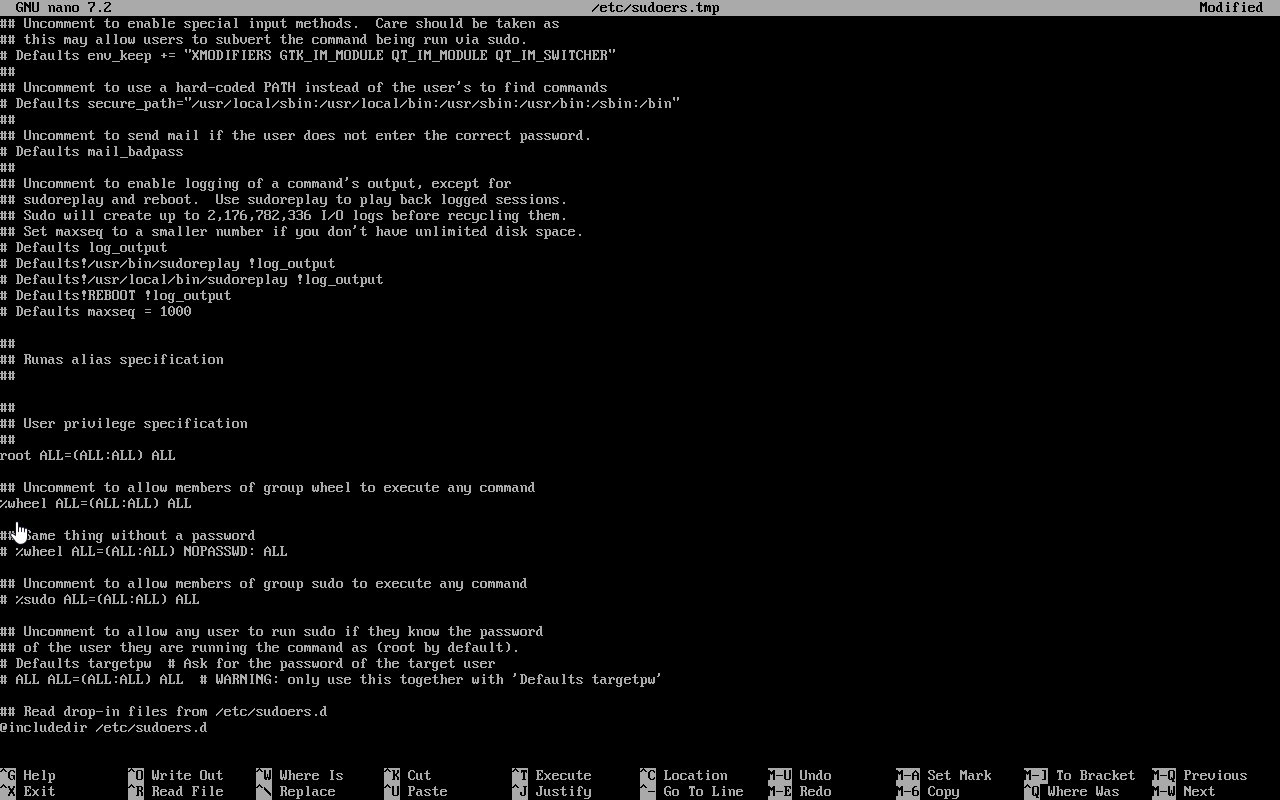 GNU nano 7.2 /etc/sudoers.tmp Modified
## Uncomment to enable special input methods.  Care should be taken as
## this may allow users to subvert the command being run via sudo.
# Defaults env_keep += "XMODIFIERS GTK_IM_MODULE QT_IM_MODULE QT_IM_SWITCHER"
##
## Uncomment to use a hard-coded PATH instead of the user's to find commands
# Defaults secure_path="/usr/local/sbin:/usr/local/bin:/usr/sbin:/usr/bin:/sbin:/bin"
##
## Uncomment to send mail if the user does not enter the correct password.
# Defaults mail_badpass
##
## Uncomment to enable logging of a command's output, except for
## sudoreplay and reboot.  Use sudoreplay to play back logged sessions.
## Sudo will create up to 2,176,782,336 I/O logs before recycling them.
## Set maxseq to a smaller number if you don't have unlimited disk space.
# Defaults log_output
# Defaults!/usr/bin/sudoreplay !log_output
# Defaults!/usr/local/bin/sudoreplay !log_output
# Defaults!REBOOT !log_output
# Defaults maxseq = 1000
##
## Runas alias specification
##
##
## User privilege specification
##
root ALL=(ALL:ALL) ALL
## Uncomment to allow members of group wheel to execute any command
%wheel ALL=(ALL:ALL) ALL
## Same thing without a password
# %wheel ALL=(ALL:ALL) NOPASSWD: ALL
## Uncomment to allow members of group sudo to execute any command
# %sudo ALL=(ALL:ALL) ALL
## Uncomment to allow any user to run sudo if they know the password
## of the user they are running the command as (root by default).
# Defaults targetpw  # Ask for the password of the target user
# ALL ALL=(ALL:ALL) ALL  # WARNING: only use this together with 'Defaults targetpw'
## Read drop-in files from /etc/sudoers.d
@includedir /etc/sudoers.d
^G Help ^O Write Out ^W Where Is ^K Cut ^T Execute ^C Location M-U Undo M-A Set Mark M-] To Bracket M-Q Previous
^X Exit ^R Read File ^\ Replace ^U Paste ^J Justify ^_ Go To Line M-E Redo M-6 Copy ^Q Where Was M-W Next